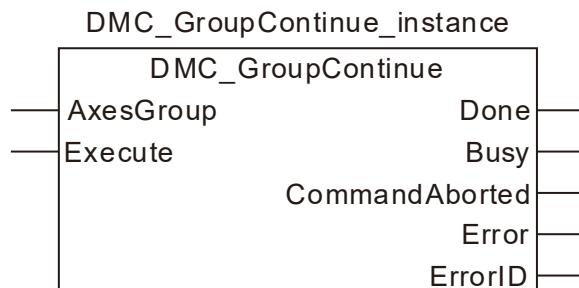 DMC_GroupContinue_instance
DMC_GroupContinue
AxesGroup Done
Execute Busy
CommandAborted
Error
ErrorID